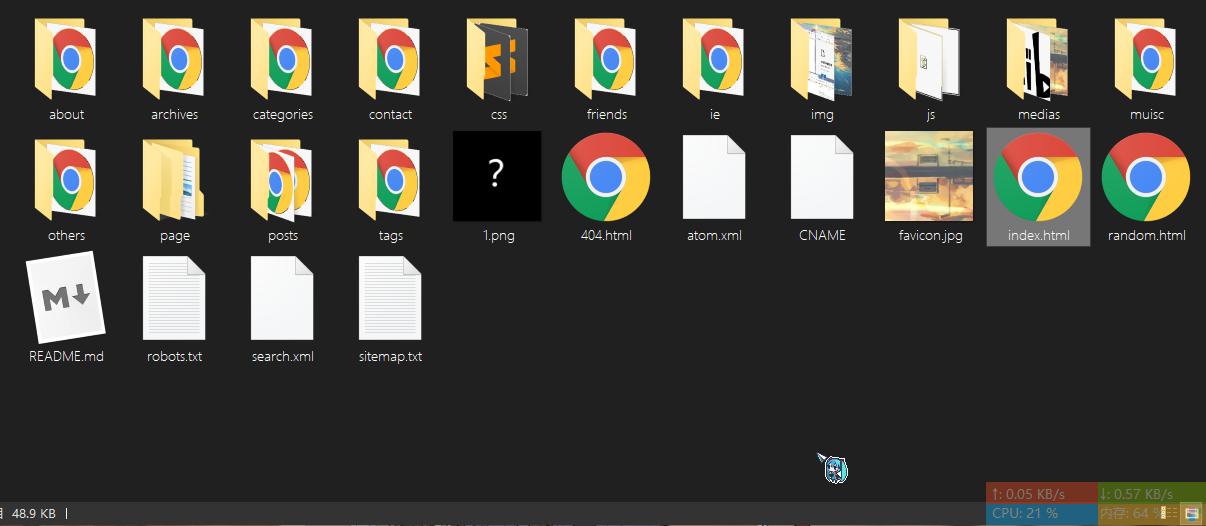 about archives categories contact css friends ie img js medias muisc
others page posts tags 1.png 404.html atom.xml CNAME favicon.jpg index.html random.html
README.md robots.txt search.xml sitemap.txt
↑: 0.05 KB/s ↓: 0.57 KB/s
48.9 KB CPU: 21 % 内存: 64 %